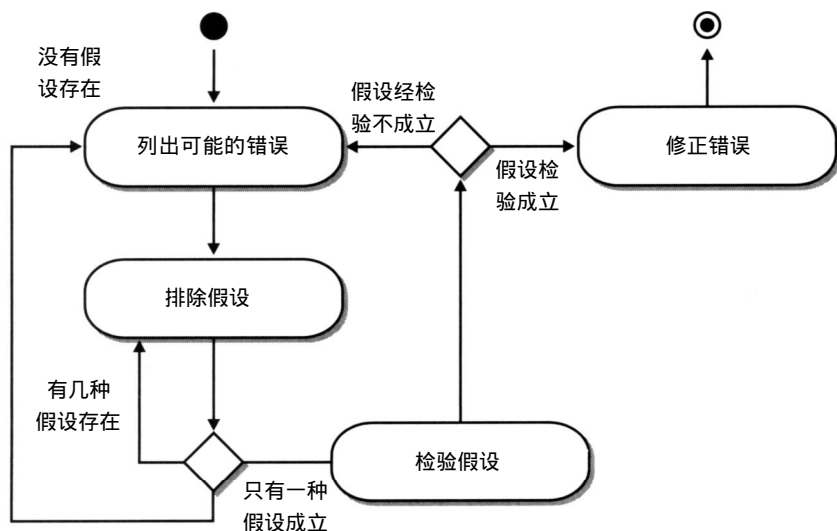 没有假
设存在
列出可能的错误
假设经检
验不成立
假设检
验成立
修正错误
排除假设
有几种
假设存在
只有一种
假设成立
检验假设